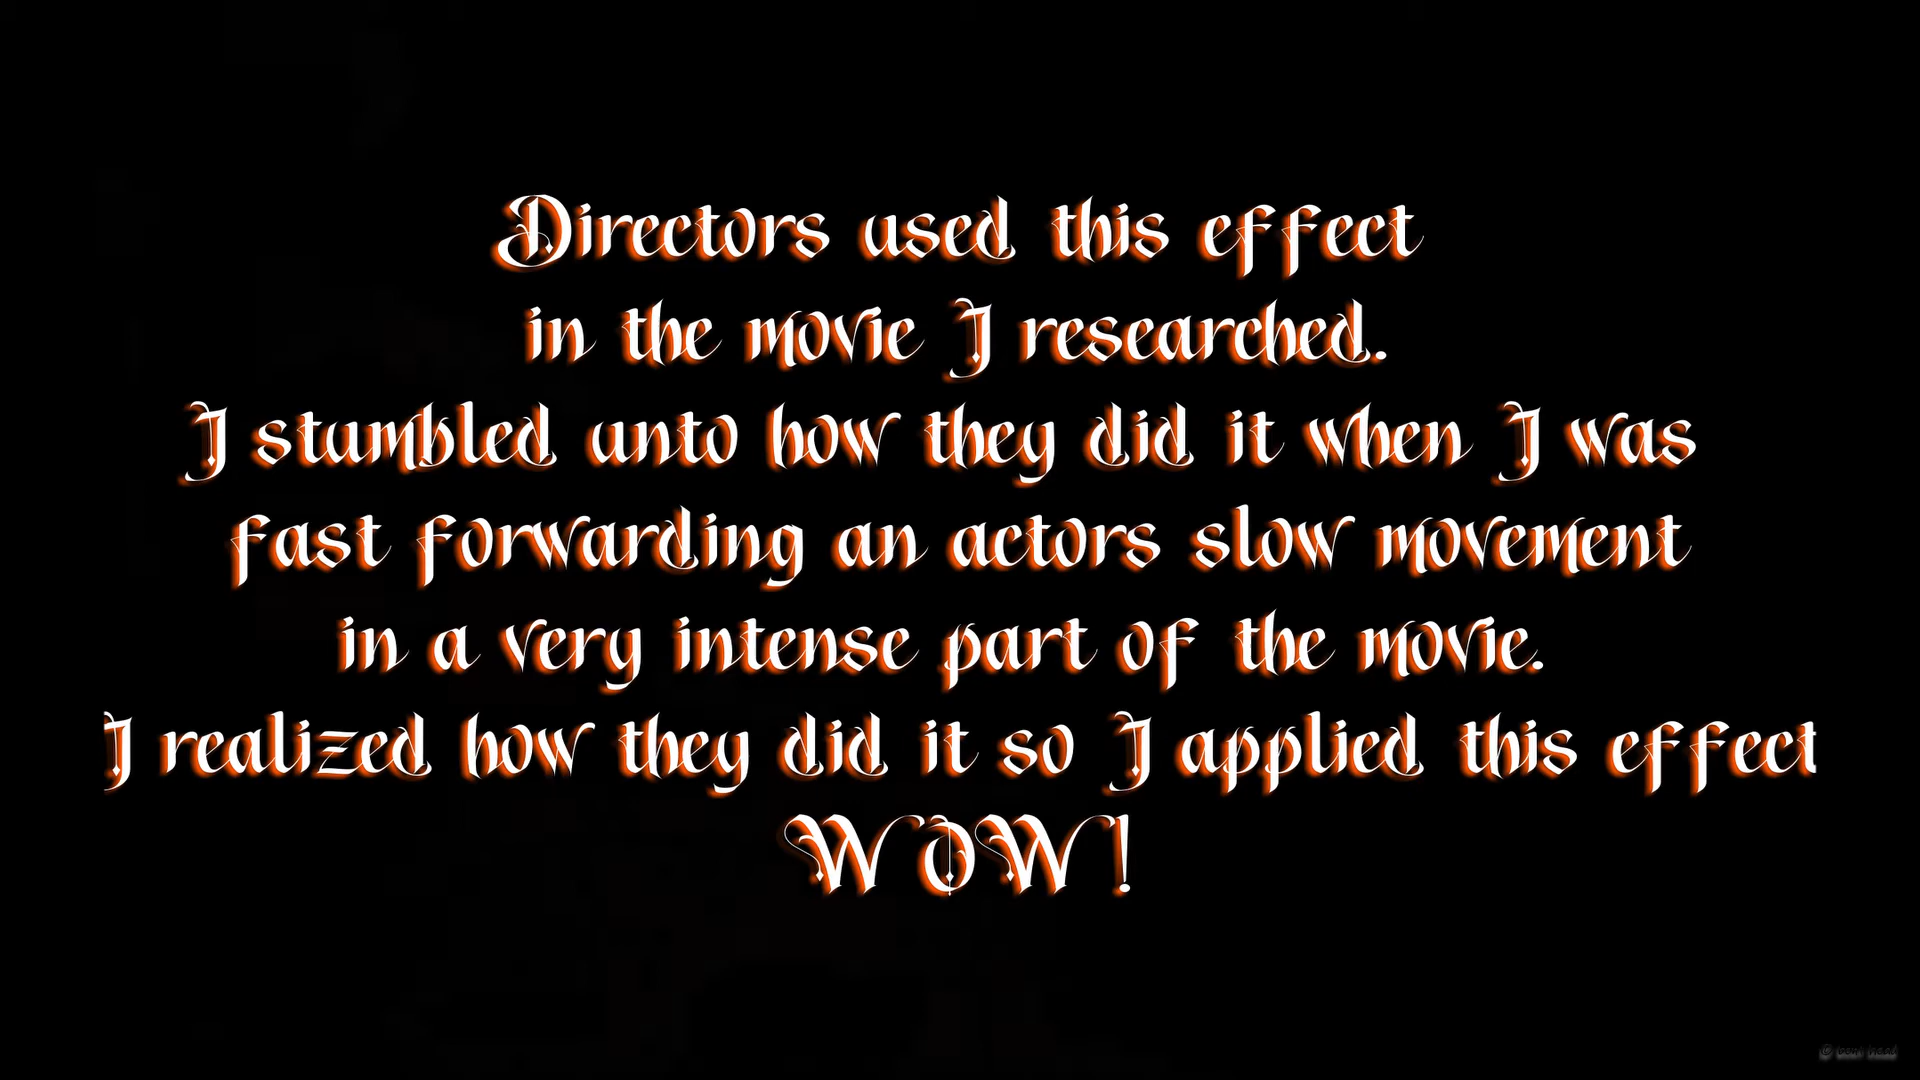 Directors used this effect
in the movie I researched.
I stumbled unto how they did it when I was
fast forwarding an actors slow movement
in a very intense part of the movie.
I realized how they did it so I applied this effect
WOW!
©